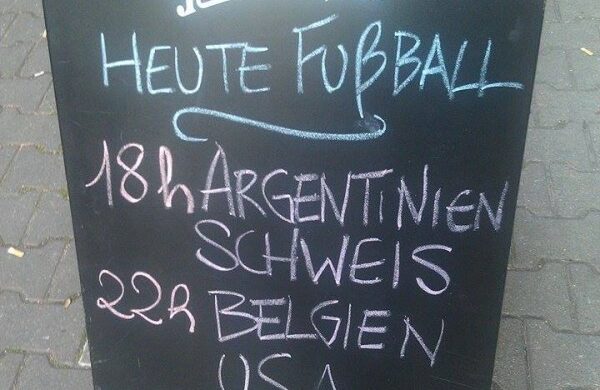 HEUTE FUßBALL
18h ARGENTINIEN
SCHWEIS
22h BELGIEN
USA